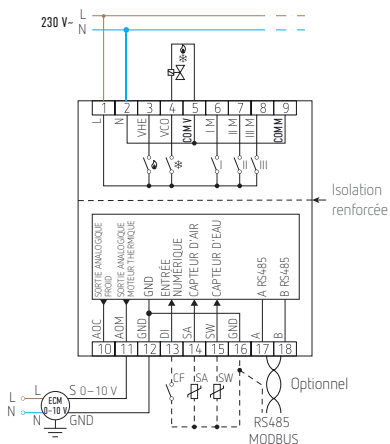 L
230 V~
N
1 2 3 4 5 6 7 8 9
L
N
VHE
VCO
COM V
I M
II M
III M
COM M
I
II
III
Isolation
renforcée
SORTIE ANALOGIQUE
FROID
SORTIE ANALOGIQUE
MOTEUR THERMIQUE
GND
ENTRÉE
NUMÉRIQUE
CAPTEUR D'AIR
CAPTEUR D'EAU
GND
A RS485
B RS485
AOC
AOM
GND
DI
SA
SW
GND
A
B
10 11 12 13 14 15 16 17 18
L
N
ECM
0-10 V
S 0–10 V
GND
CF
SA
SW
Optionnel
RS485
MODBUS